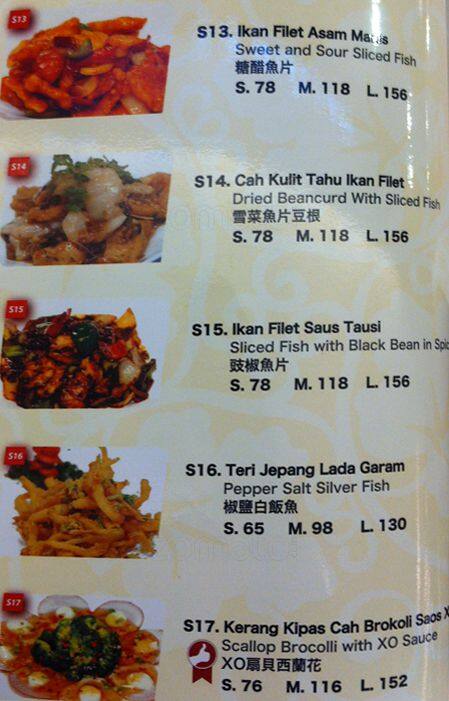 S13
S13. Ikan Filet Asam Manis
Sweet and Sour Sliced Fish
糖醋魚片
S. 78 M. 118 L. 156
S14
S14. Cah Kulit Tahu Ikan Filet
Dried Beancurd With Sliced Fish
雪菜魚片豆根
S. 78 M. 118 L. 156
S15
S15. Ikan Filet Saus Tausi
Sliced Fish with Black Bean in
豉椒魚片
S. 78 M. 118 L. 156
S16
S16. Teri Jepang Lada Garam
Pepper Salt Silver Fish
椒鹽白飯魚
S. 65 M. 98 L. 130
S17
S17. Kerang Kipas Cah Brokoli Saos X
Scallop Brocolli with XO Sauce
XO扇貝西蘭花
S. 76 M. 116 L. 152